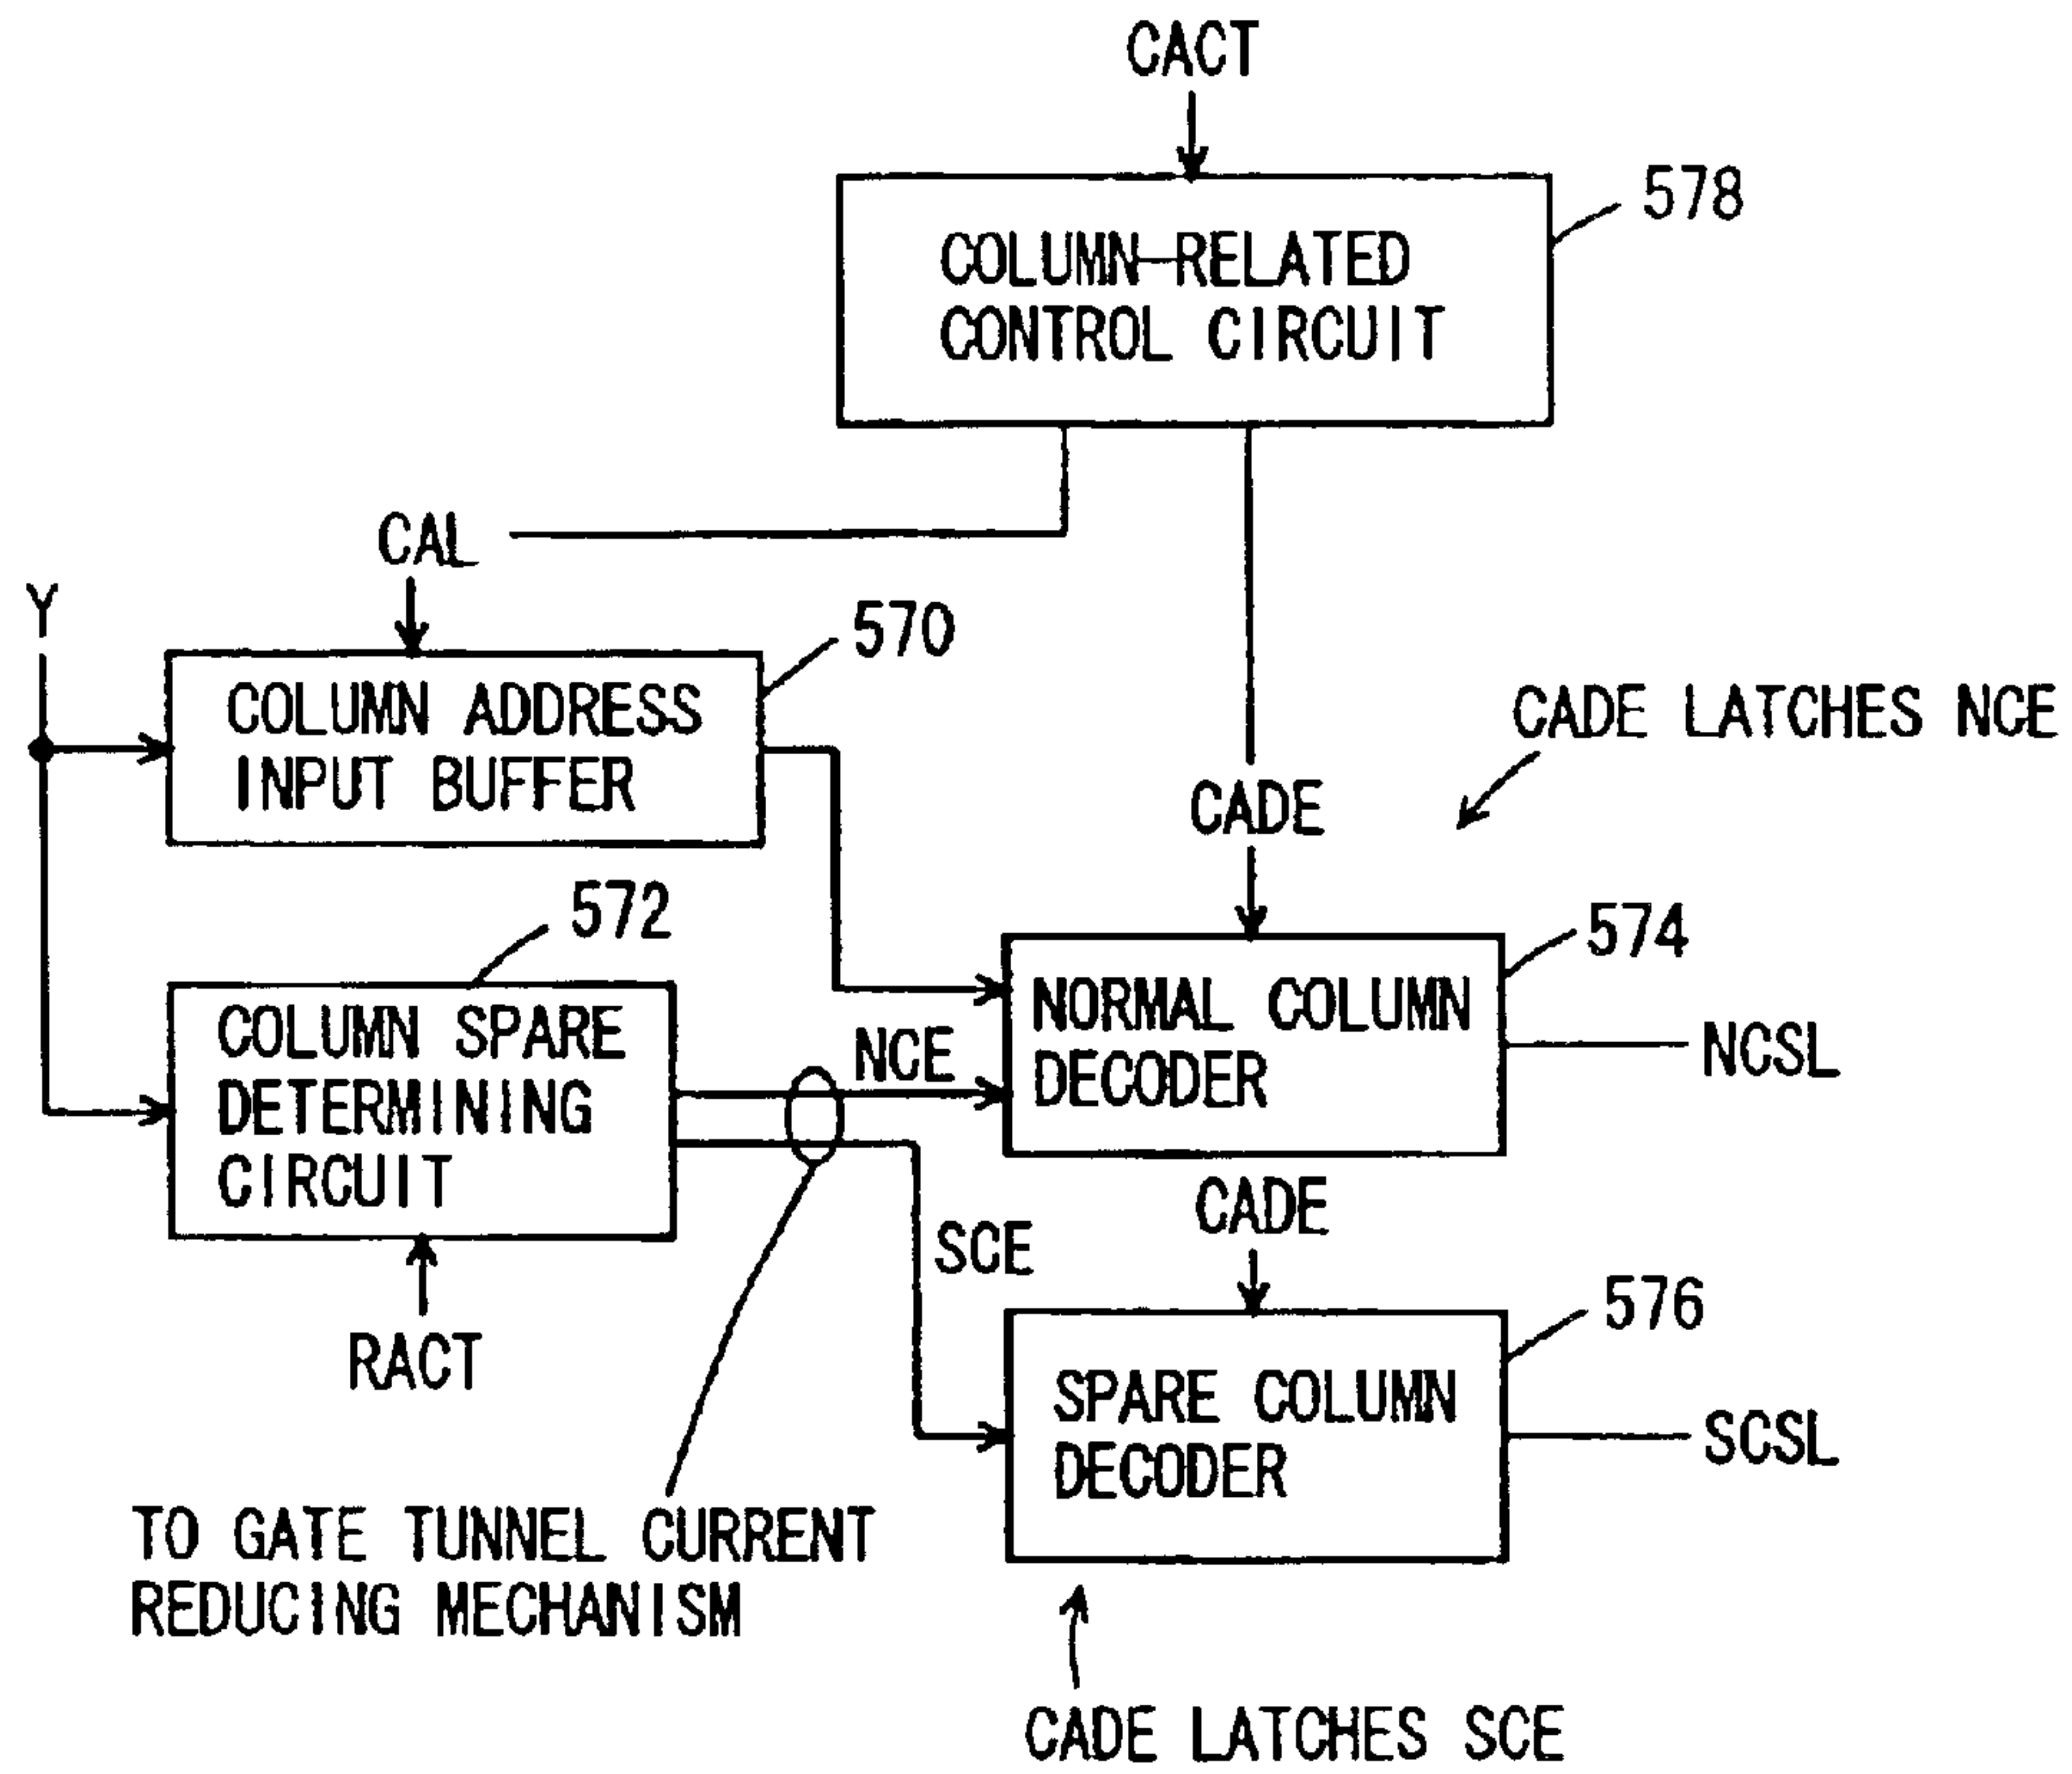 CACT
578
COLUMN-RELATED
CONTROL CIRCUIT
CAL
Y
570
COLUMN ADDRESS
INPUT BUFFER
CADE LATCHES NCE
CADE
572
574
COLUMN SPARE
DETERMINING
CIRCUIT
NCE
NORMAL COLUMN
DECODER
NCSL
CADE
SCE
RACT
576
SPARE COLUMN
DECODER
SCSL
TO GATE TUNNEL CURRENT
REDUCING MECHANISM
CADE LATCHES SCE